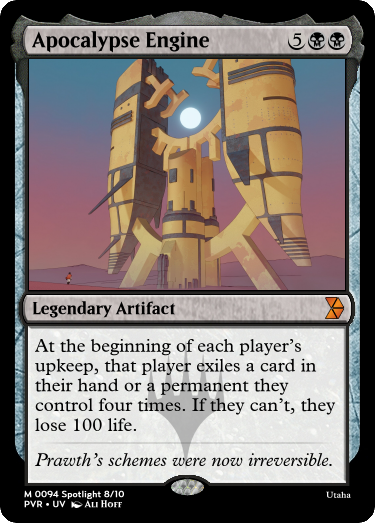 Apocalypse Engine 5
Legendary Artifact
At the beginning of each player's
upkeep, that player exiles a card in
their hand or a permanent they
control four times. If they can't, they
lose 100 life.
Prawth's schemes were now irreversible.
M 0094 Spotlight 8/10
PVR • UV Ali Hoff
Utaha